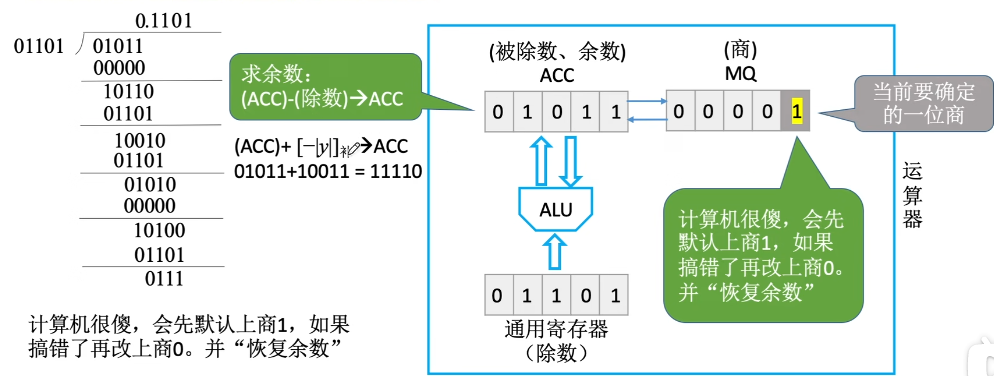 0.1101
01101
01011
00000
10110
01101
10010
01101
01010
00000
10100
01101
0111
求余数：
(ACC)-(除数)→ACC
(ACC)+ [−|y|]补→ACC
01011+10011 = 11110
计算机很傻，会先默认上商1，如果
搞错了再改上商0。并“恢复余数”
(被除数、余数)
ACC
(商)
MQ
0 1 0 1 1
0 0 0 0 1
当前要确定
的一位商
ALU
计算机很傻，会先
默认上商1，如果
搞错了再改上商0。
并“恢复余数”
0 1 1 0 1
通用寄存器
（除数）
运
算
器